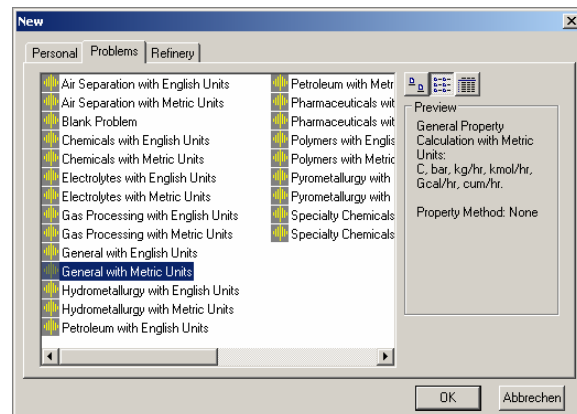 New
Personal
Problems
Refinery
Air Separation with English Units
Air Separation with Metric Units
Blank Problem
Chemicals with English Units
Chemicals with Metric Units
Electrolytes with English Units
Electrolytes with Metric Units
Gas Processing with English Units
Gas Processing with Metric Units
General with English Units
General with Metric Units
Hydrometallurgy with English Units
Hydrometallurgy with Metric Units
Petroleum with English Units
Petroleum with Metr
Pharmaceuticals wit
Pharmaceuticals wit
Polymers with Englis
Polymers with Metric
Pyrometallurgy with
Pyrometallurgy with
Specialty Chemicals
Specialty Chemicals
Preview
General Property
Calculation with Metric
Units:
C, bar, kg/hr, kmol/hr,
Gcal/hr, cum/hr.
Property Method: None
OK
Abbrechen